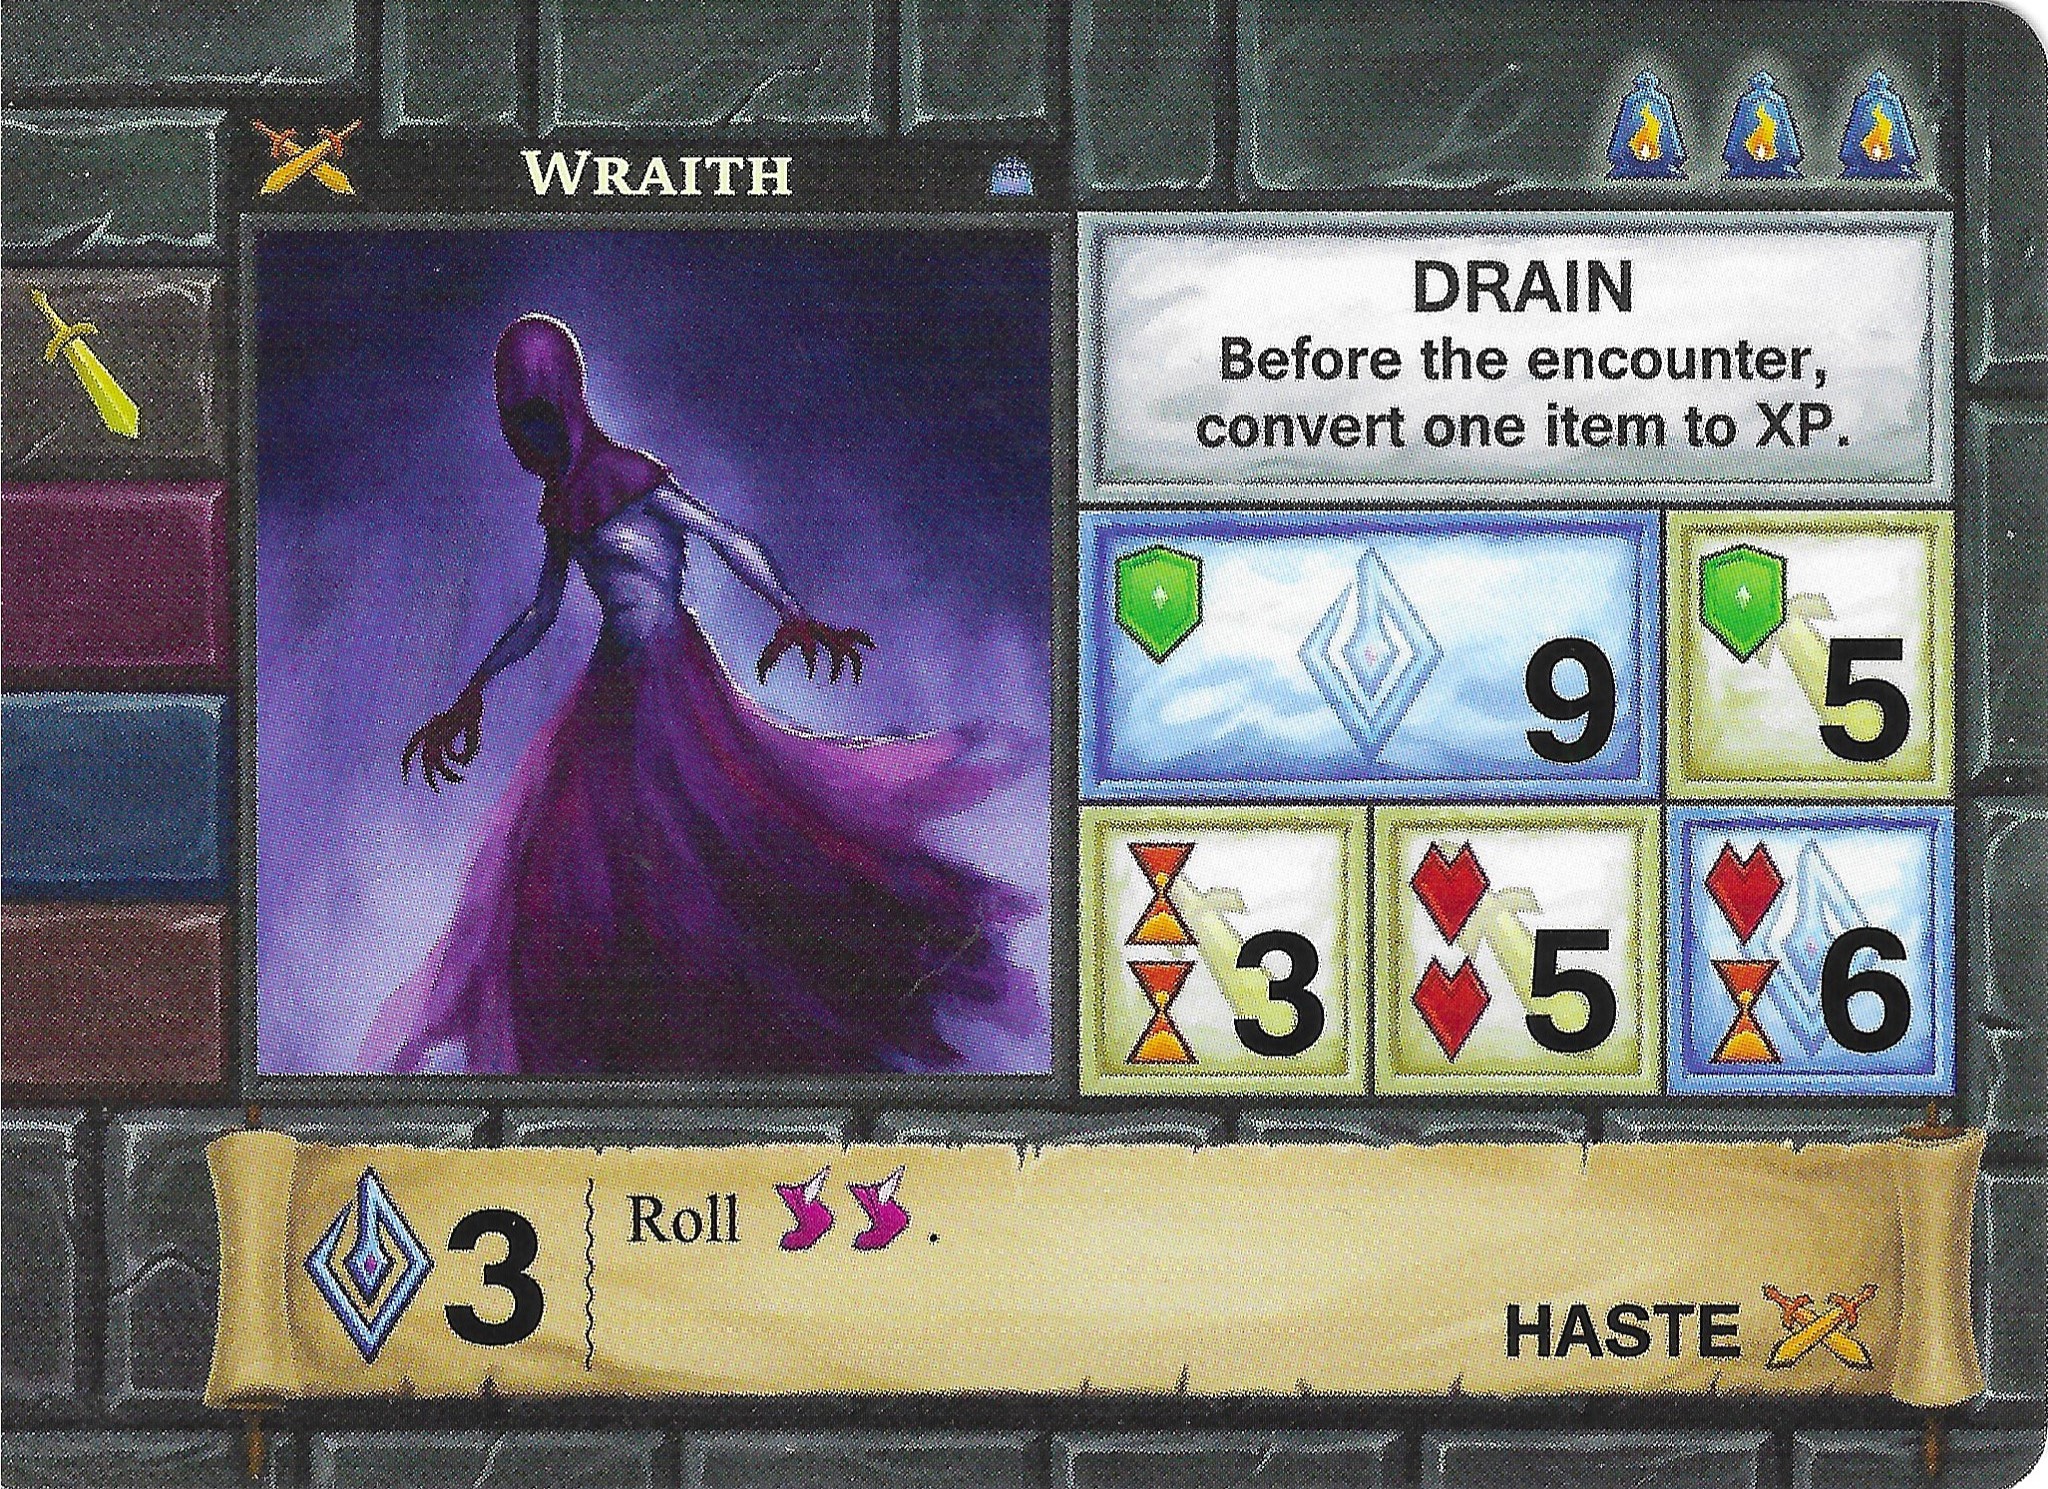 WRAITH
DRAIN
Before the encounter,
convert one item to XP.
9
5
3
5
6
3
Roll .
HASTE